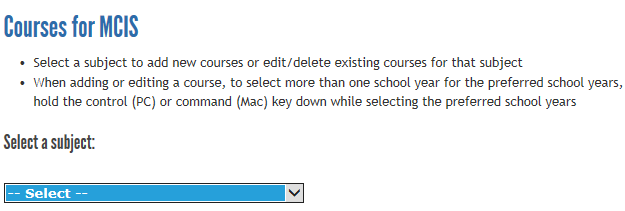 Courses for MCIS
• Select a subject to add new courses or edit/delete existing courses for that subject
• When adding or editing a course, to select more than one school year for the preferred school years,
hold the control (PC) or command (Mac) key down while selecting the preferred school years
Select a subject:
-- Select --